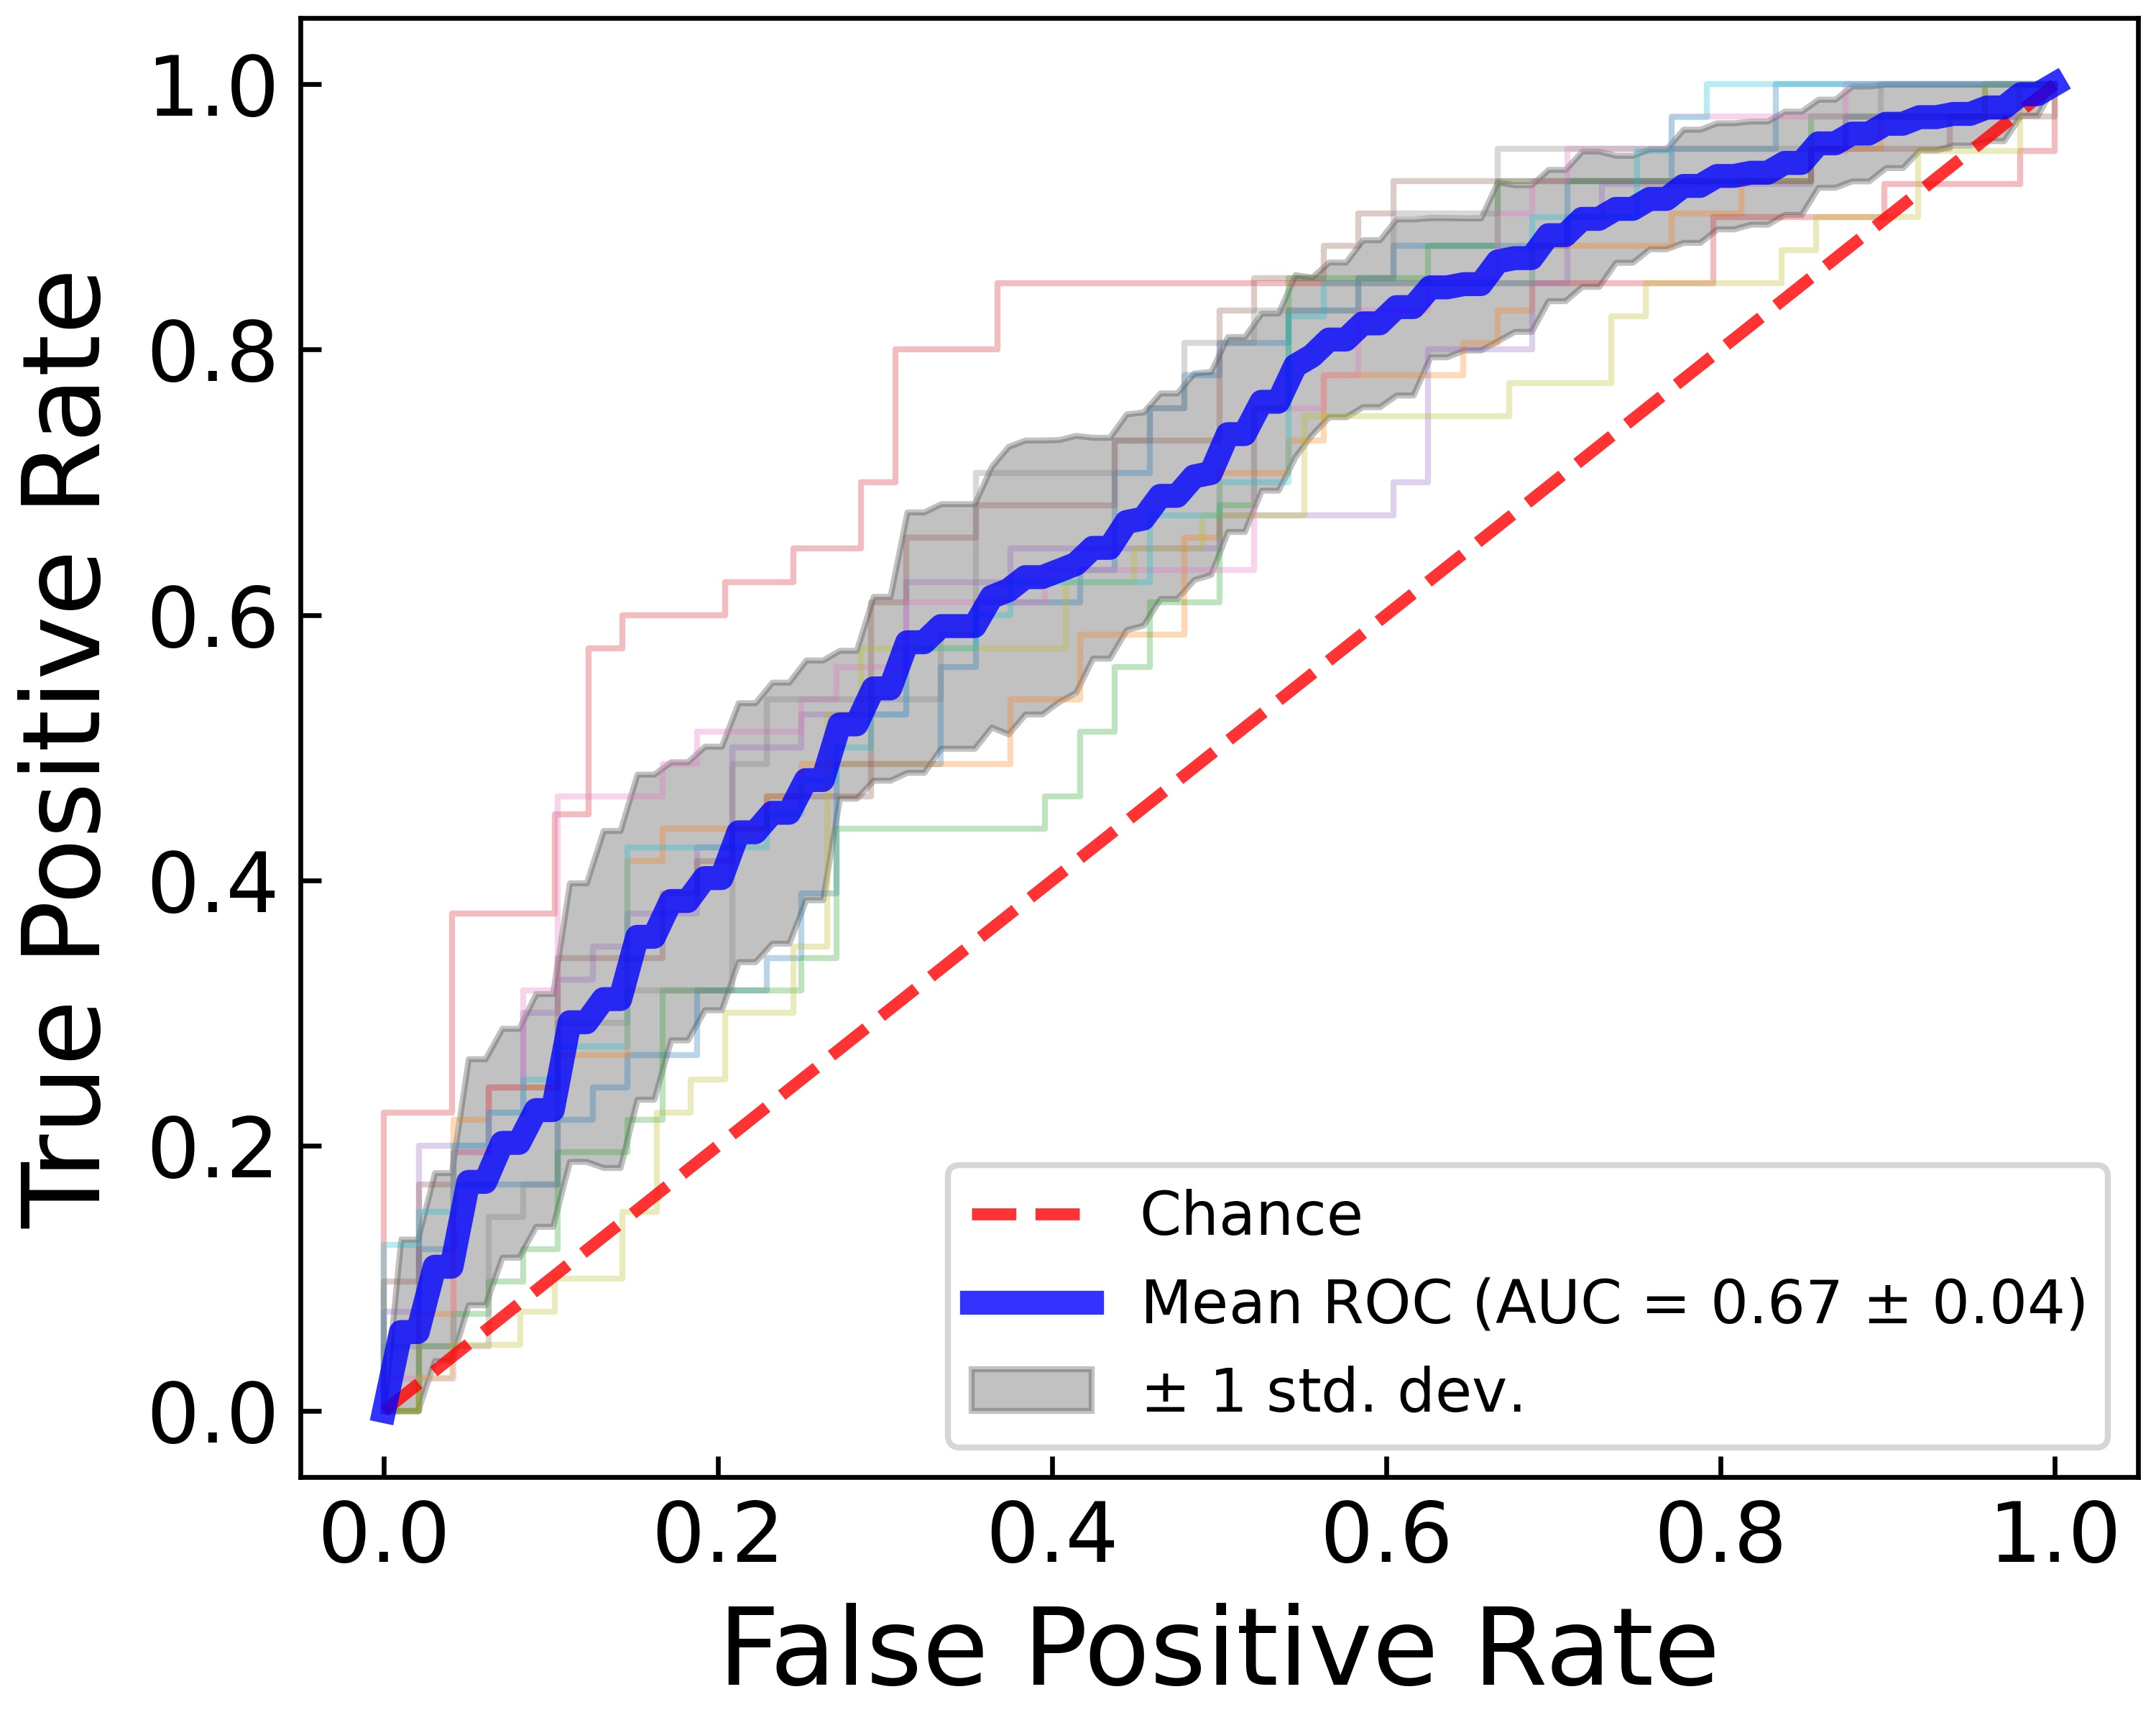 True Positive Rate
1.0
0.8
0.6
0.4
0.2
0.0
Chance
Mean ROC (AUC = 0.67 ± 0.04)
± 1 std. dev.
0.0 0.2 0.4 0.6 0.8 1.0
False Positive Rate